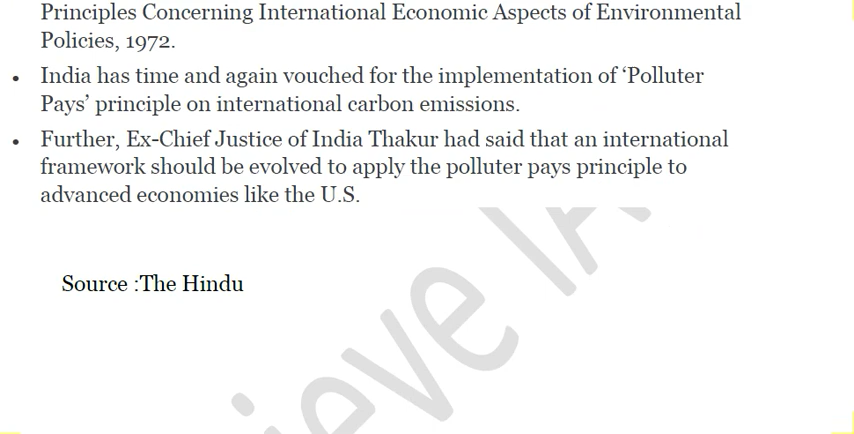 Principles Concerning International Economic Aspects of Environmental
Policies, 1972.
• India has time and again vouched for the implementation of ‘Polluter
Pays’ principle on international carbon emissions.
• Further, Ex-Chief Justice of India Thakur had said that an international
framework should be evolved to apply the polluter pays principle to
advanced economies like the U.S.
Source :The Hindu